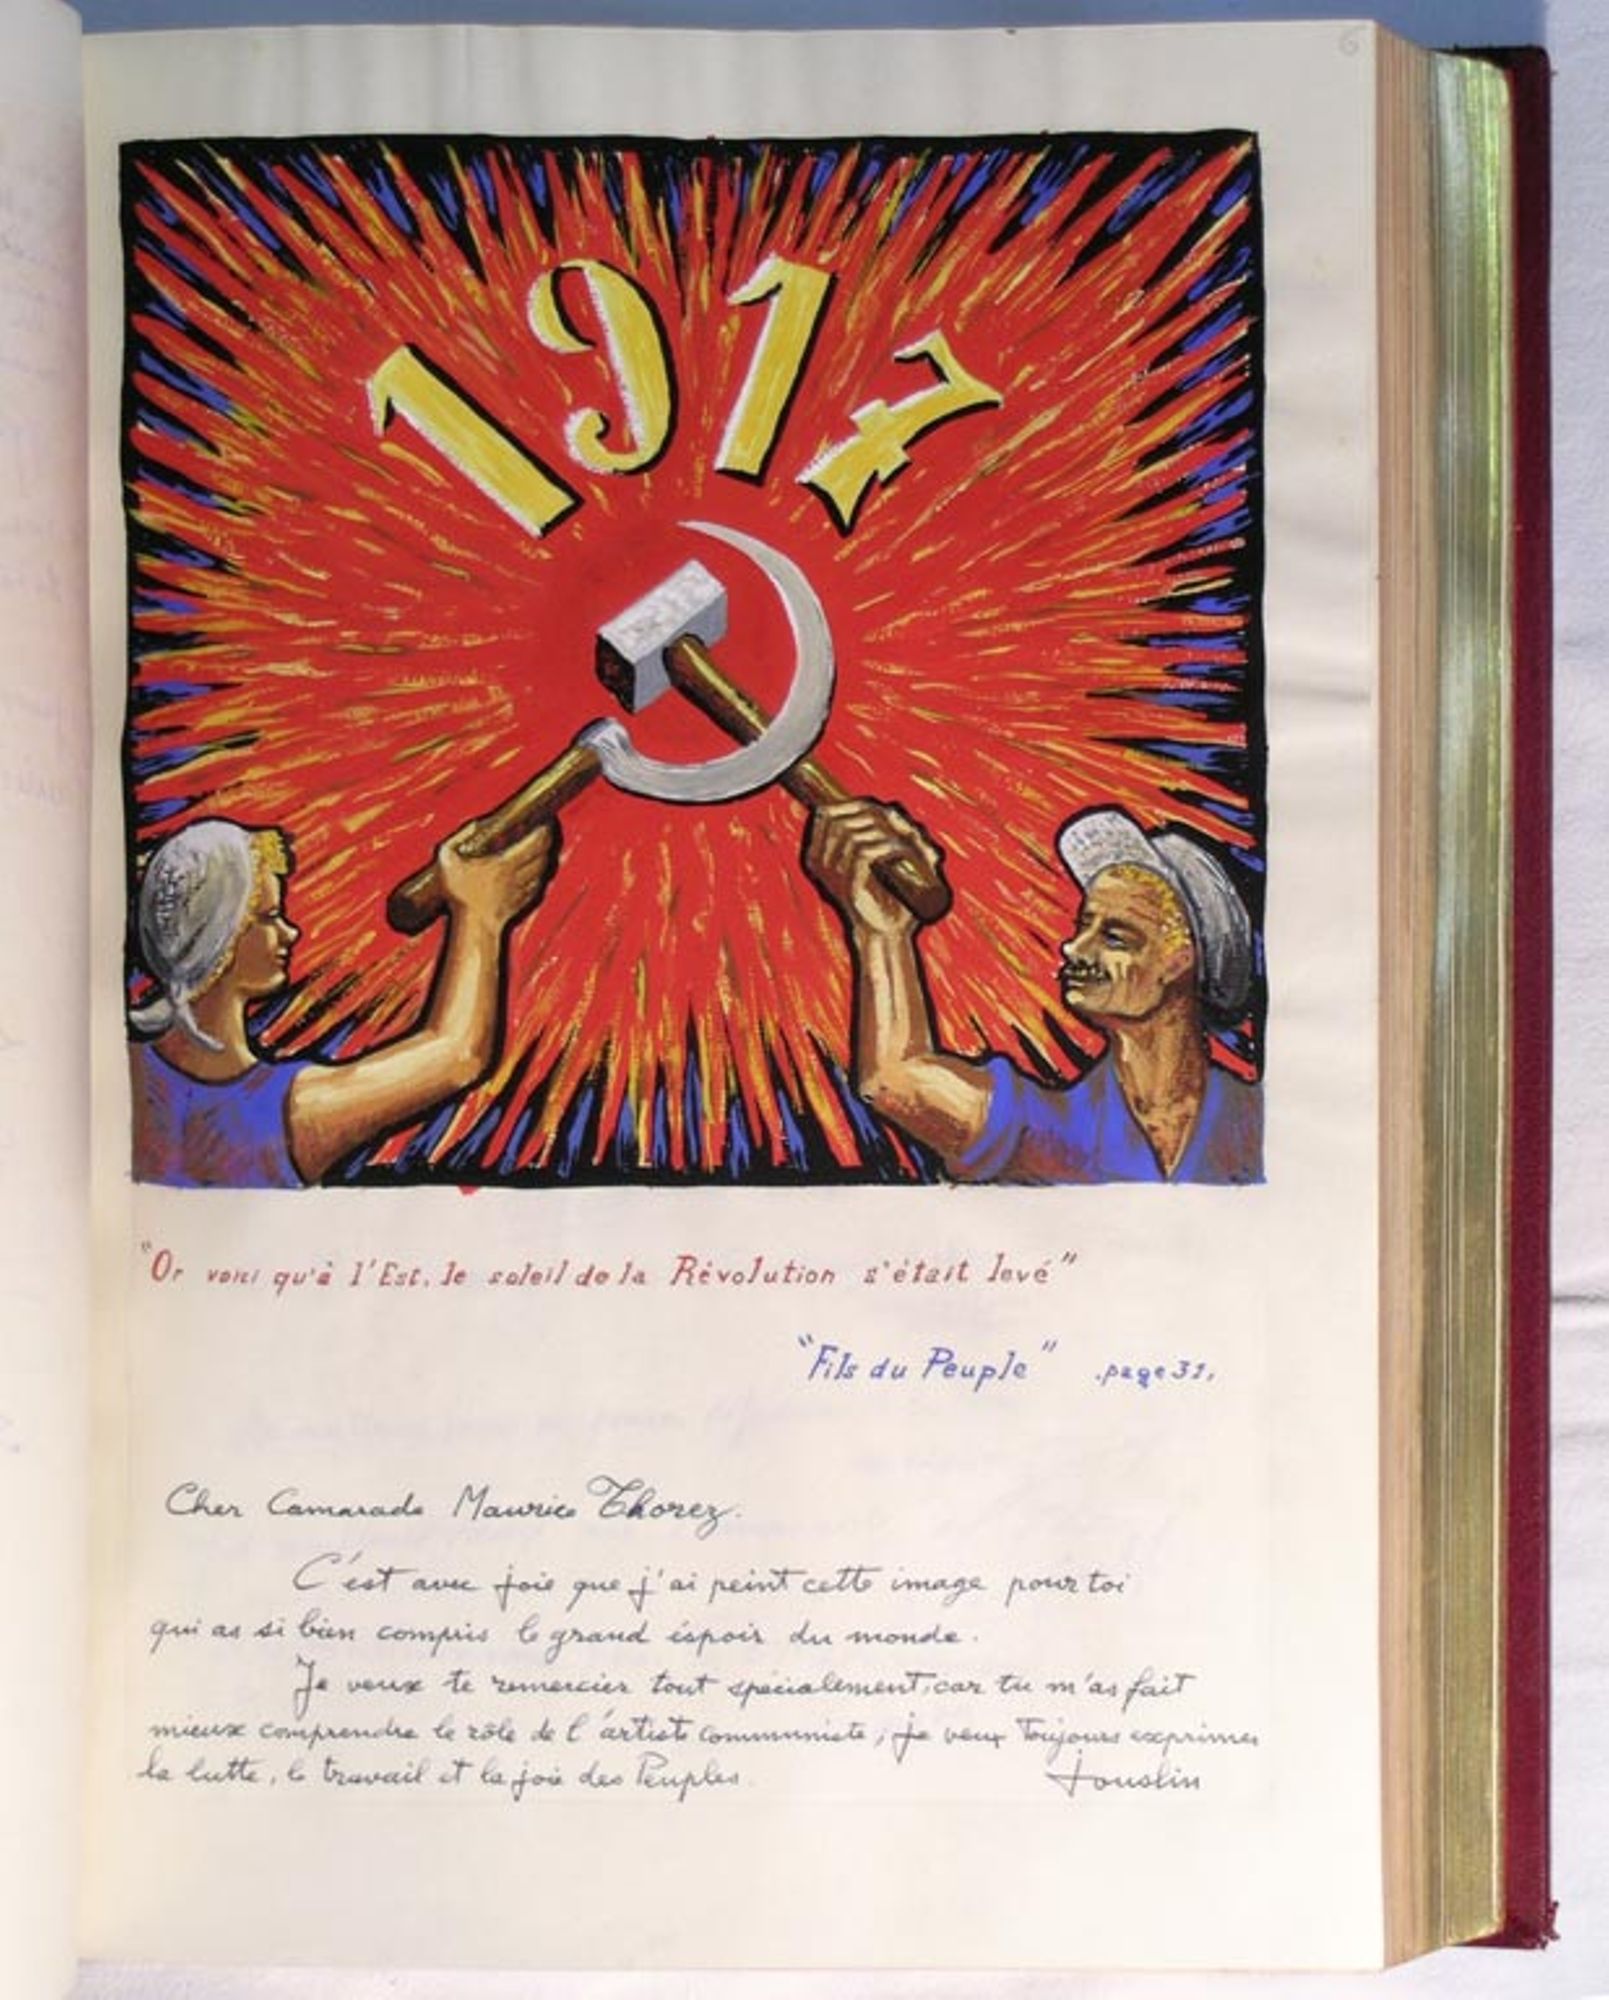 6
1917
"Or voici qu'à l'Est, le soleil de la Révolution s'était levé"
"Fils du Peuple" .page 31.
Cher Camarade Maurice Thorez.
C'est avec joie que j'ai peint cette image pour toi
qui as si bien compris le grand éspoir du monde.
Je veux te remercier tout spécialement, car tu m'as fait
mieux comprendre le rôle de l'artiste communiste; je veux toujours exprimer
la lutte, le travail et la joie des Peuples.